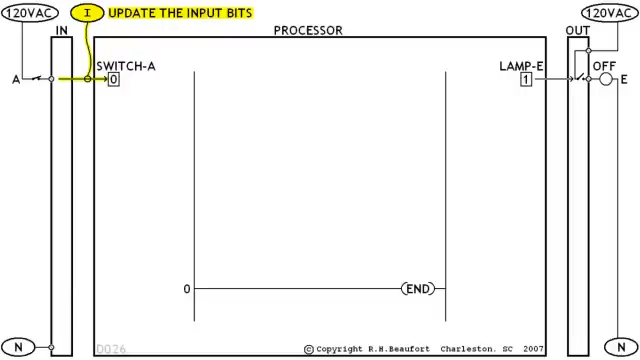 120VAC I UPDATE THE INPUT BITS 120VAC
IN PROCESSOR OUT
SWITCH-A LAMP-E OFF
A 0 1 E
0 END
N D026 © Copyright R.H.Beaufort Charleston. SC 2007 N